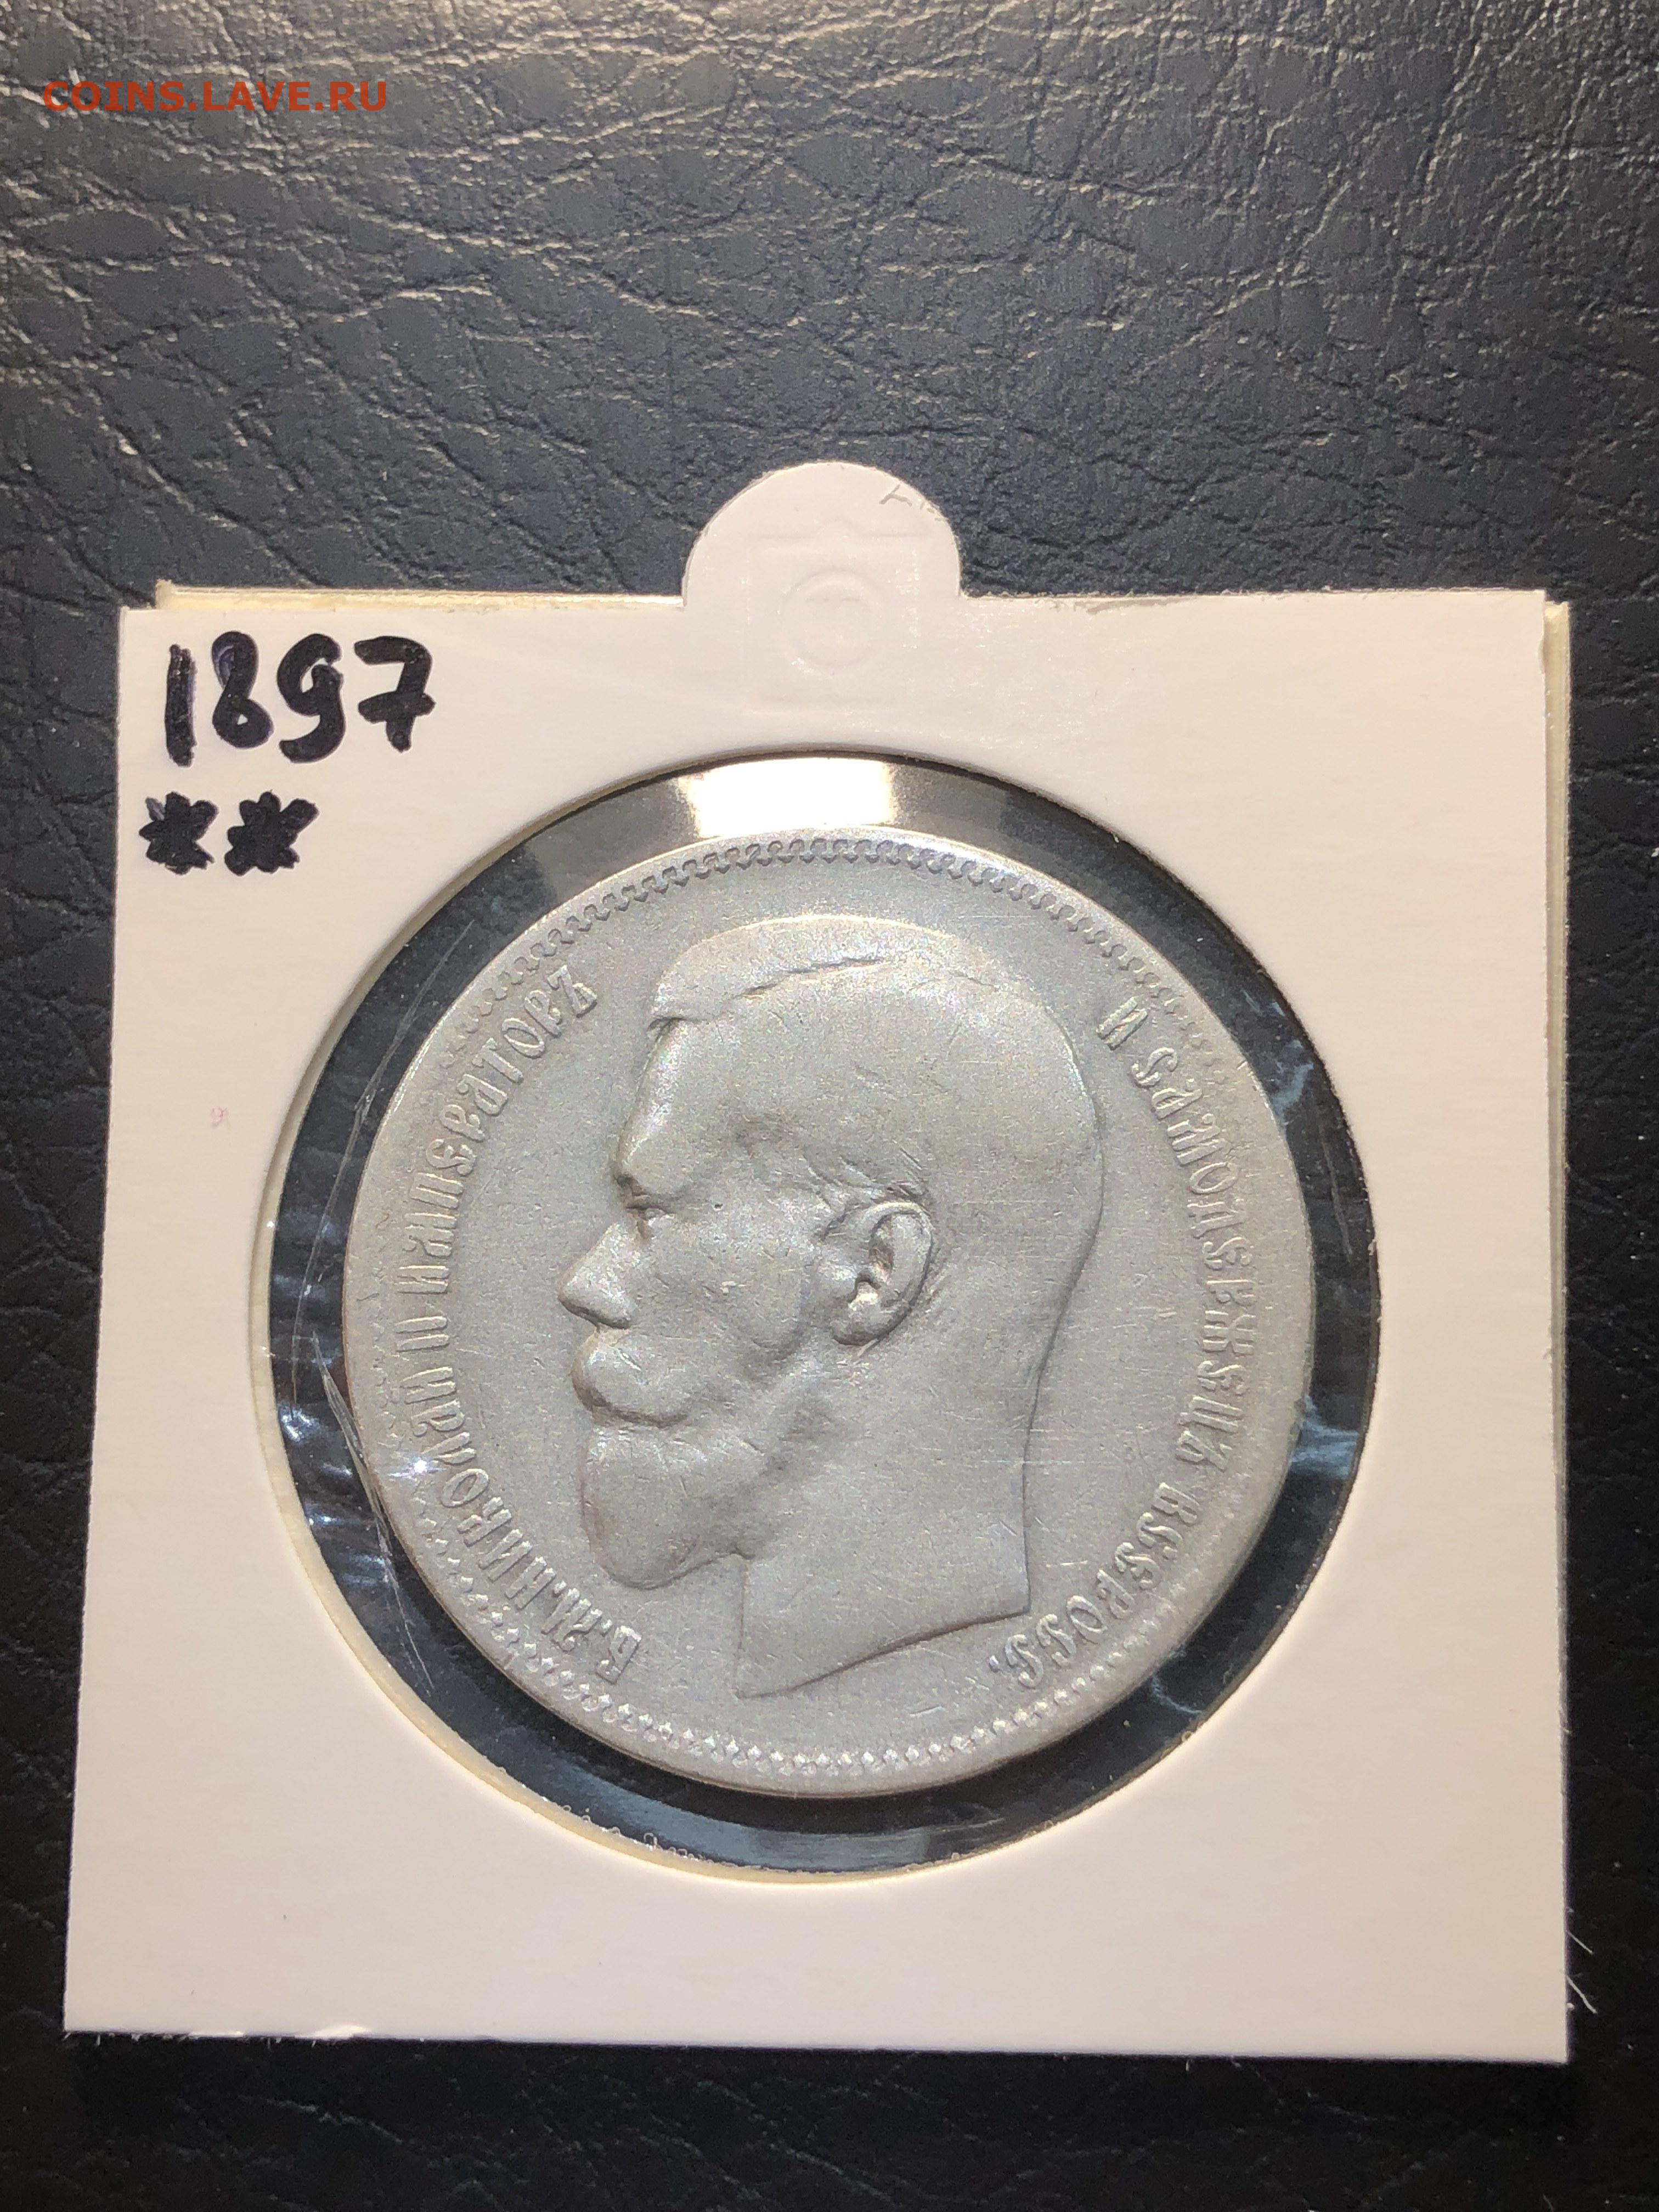 COINS.LAVE.RU
1897
**
Б.М.НИКОЛАЙ II ИМПЕРАТОРЪ
И САМОДЕРЖЕЦЪ ВСЕРОСС.